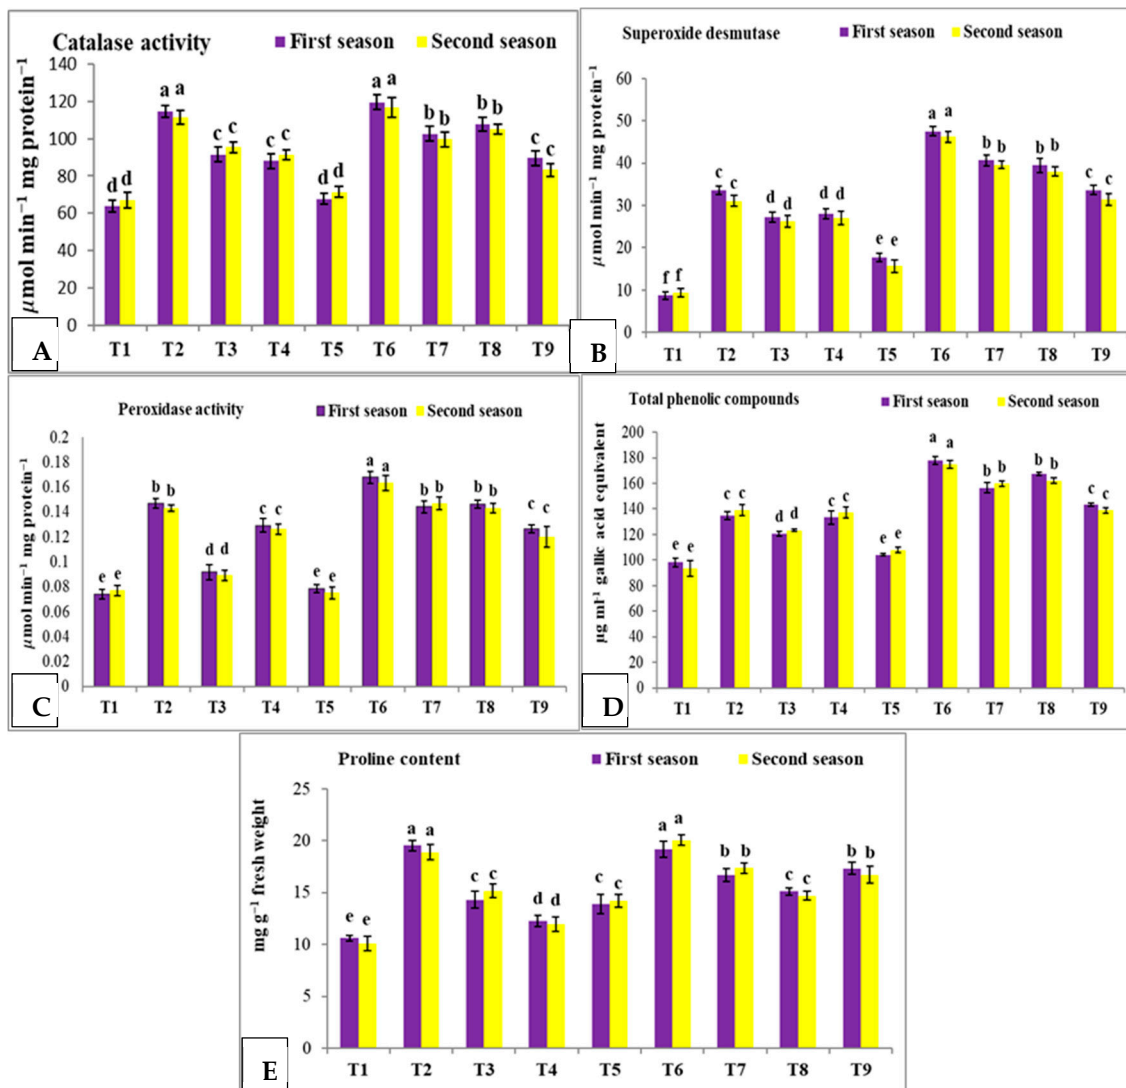 Catalase activity
First season
Second season
µmol min⁻¹ mg protein⁻¹
140
120
100
80
60
40
20
0
a a
a a
b b
b b
c c
c c
c c
d d
d d
T1 T2 T3 T4 T5 T6 T7 T8 T9
A
Superoxide desmutase
First season
Second season
µmol min⁻¹ mg protein⁻¹
60
50
40
30
20
10
0
a a
b b
b b
c c
c c
d d
d d
e e
f f
T1 T2 T3 T4 T5 T6 T7 T8 T9
B
Peroxidase activity
First season
Second season
µmol min⁻¹ mg protein⁻¹
0.2
0.18
0.16
0.14
0.12
0.1
0.08
0.06
0.04
0.02
0
a a
b b
b b
b b
c c
c c
d d
e e
e e
T1 T2 T3 T4 T5 T6 T7 T8 T9
C
Total phenolic compounds
First season
Second season
µg ml⁻¹ gallic acid equivalent
200
180
160
140
120
100
80
60
40
20
0
a a
b b
b b
b b
c c
c c
d d
e e
e e
T1 T2 T3 T4 T5 T6 T7 T8 T9
D
Proline content
First season
Second season
mg g⁻¹ fresh weight
25
20
15
10
5
0
a a
a a
b b
b b
c c
c c
c c
d d
e e
T1 T2 T3 T4 T5 T6 T7 T8 T9
E